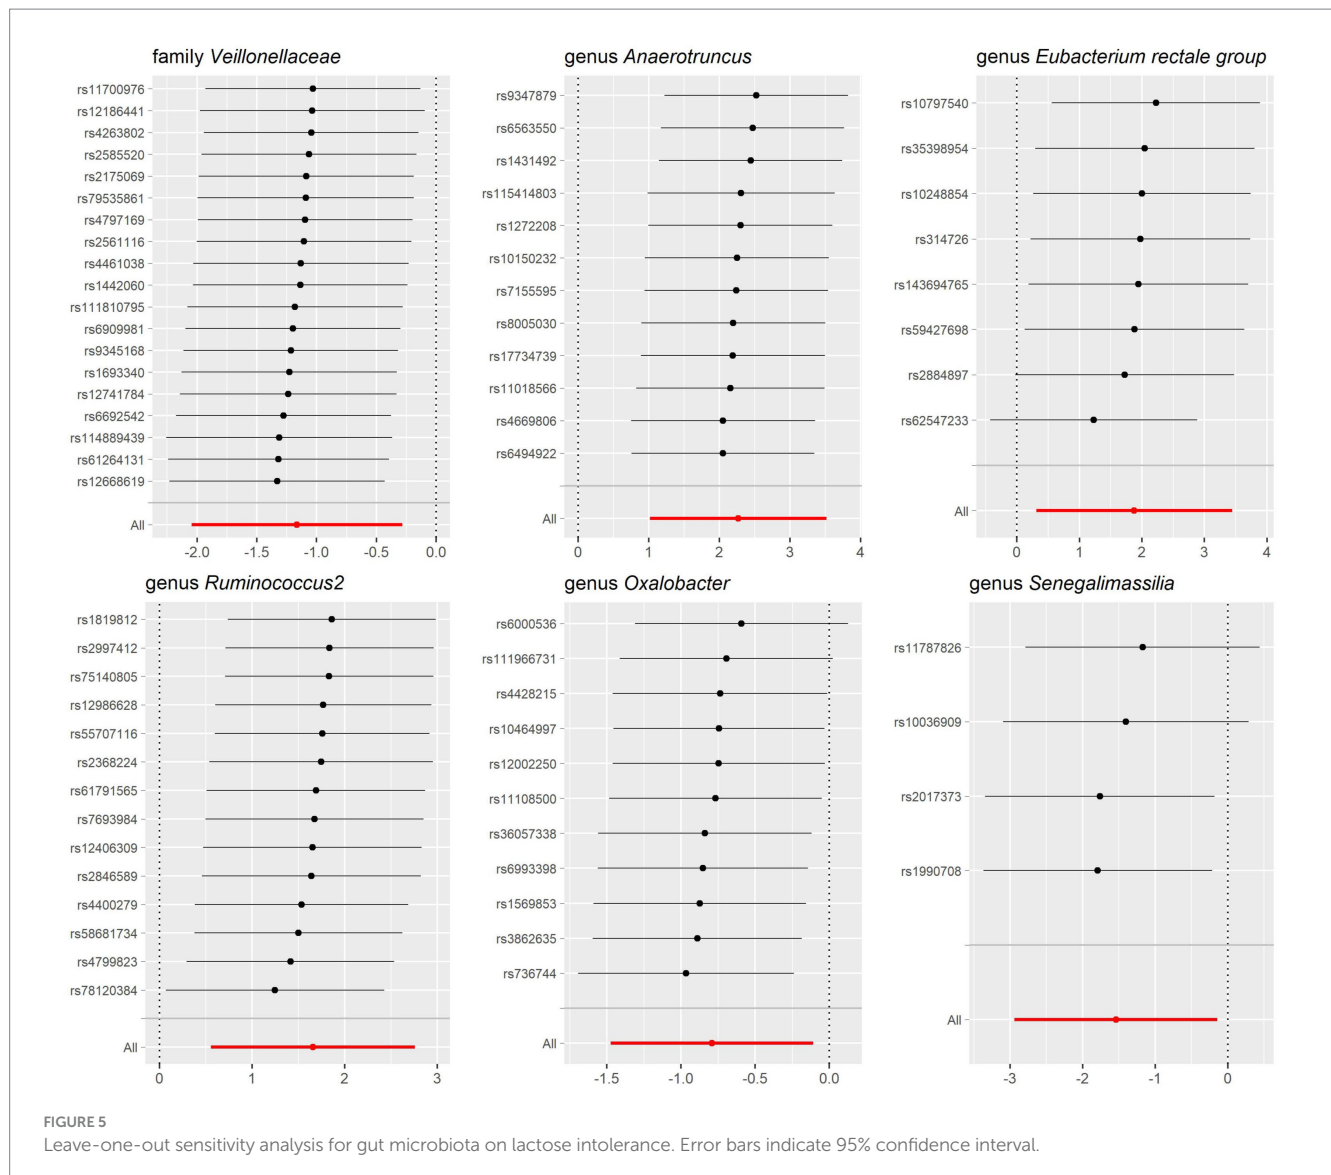 family Veillonellaceae
rs11700976
rs12186441
rs4263802
rs2585520
rs2175069
rs79535861
rs4797169
rs2561116
rs4461038
rs1442060
rs111810795
rs6909981
rs9345168
rs1693340
rs12741784
rs6692542
rs114889439
rs61264131
rs12668619
All
-2.0 -1.5 -1.0 -0.5 0.0
genus Anaerotruncus
rs9347879
rs6563550
rs1431492
rs115414803
rs1272208
rs10150232
rs7155595
rs8005030
rs17734739
rs11018566
rs4669806
rs6494922
All
0 1 2 3 4
genus Eubacterium rectale group
rs10797540
rs35398954
rs10248854
rs314726
rs143694765
rs59427698
rs2884897
rs62547233
All
0 1 2 3 4
genus Ruminococcus2
rs1819812
rs2997412
rs75140805
rs12986628
rs55707116
rs2368224
rs61791565
rs7693984
rs12406309
rs2846589
rs4400279
rs58681734
rs4799823
rs78120384
All
0 1 2 3
genus Oxalobacter
rs6000536
rs111966731
rs4428215
rs10464997
rs12002250
rs11108500
rs36057338
rs6993398
rs1569853
rs3862635
rs736744
All
-1.5 -1.0 -0.5 0.0
genus Senegalimassilia
rs11787826
rs10036909
rs2017373
rs1990708
All
-3 -2 -1 0
FIGURE 5
Leave-one-out sensitivity analysis for gut microbiota on lactose intolerance. Error bars indicate 95% confidence interval.